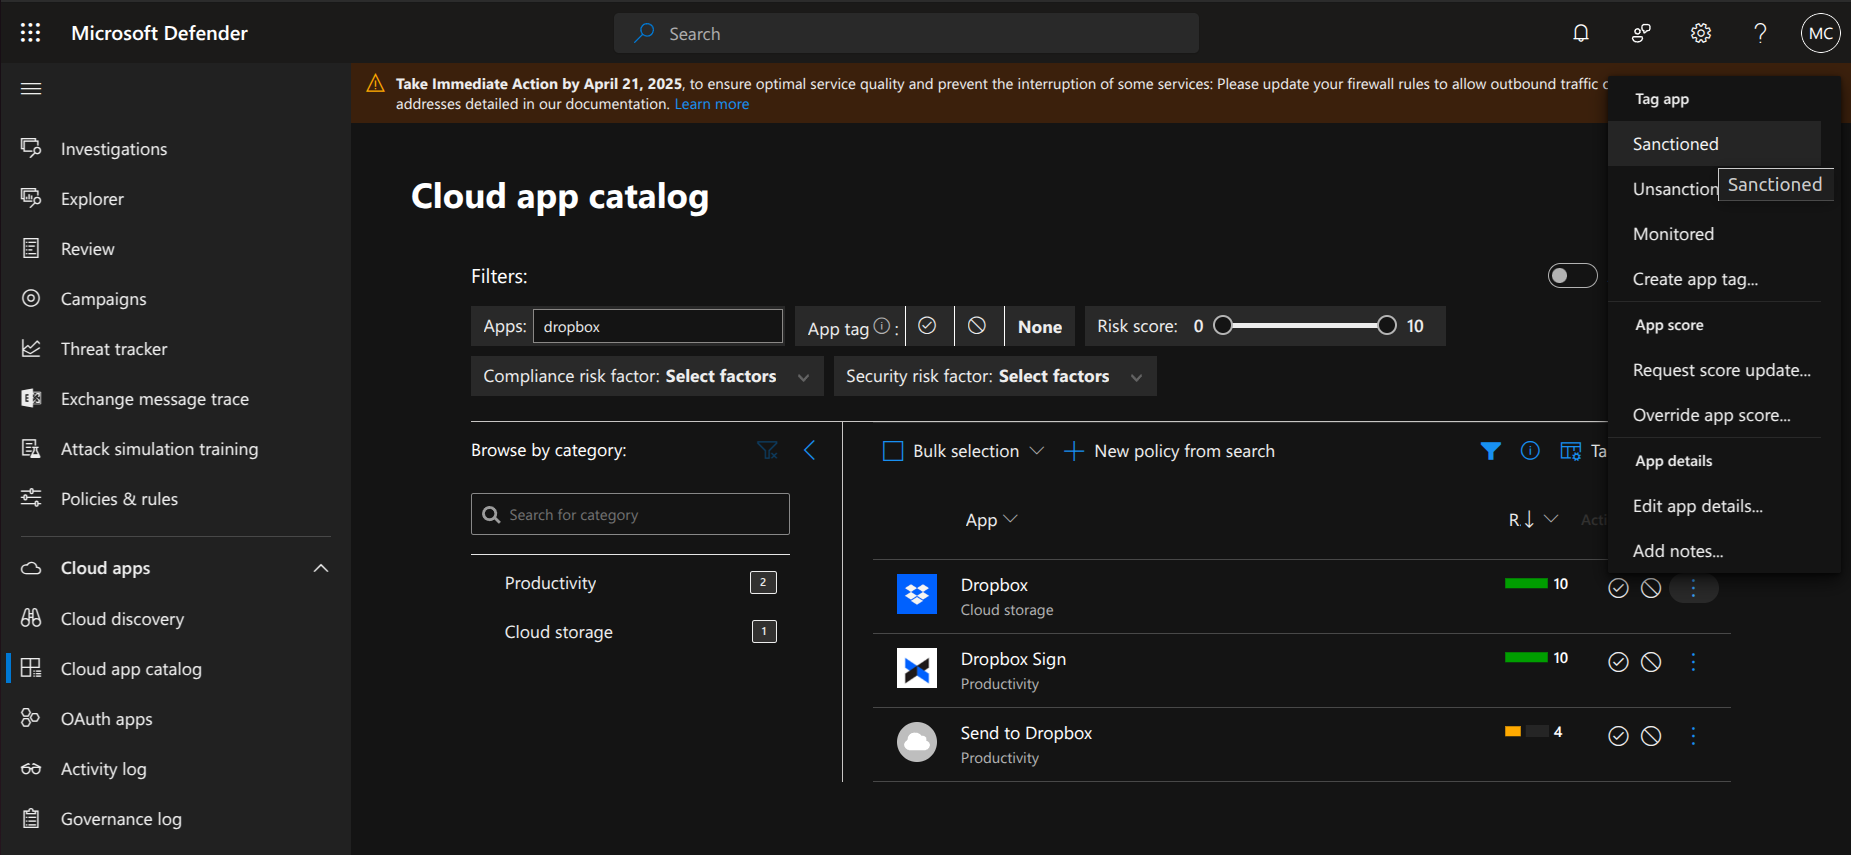 Microsoft Defender
Search
MC
Take Immediate Action by April 21, 2025, to ensure optimal service quality and prevent the interruption of some services: Please update your firewall rules to allow outbound traffic
addresses detailed in our documentation. Learn more
Investigations
Explorer
Review
Campaigns
Threat tracker
Exchange message trace
Attack simulation training
Policies & rules
Cloud apps
Cloud discovery
Cloud app catalog
OAuth apps
Activity log
Governance log
Cloud app catalog
Filters:
Apps: dropbox
App tag : None
Risk score: 0 10
Compliance risk factor: Select factors
Security risk factor: Select factors
Browse by category:
Search for category
Productivity 2
Cloud storage 1
Bulk selection
New policy from search
Ta
App
R.
Acti
Dropbox
Cloud storage
10
Dropbox Sign
Productivity
10
Send to Dropbox
Productivity
4
Tag app
Sanctioned
Unsanction
Sanctioned
Monitored
Create app tag...
App score
Request score update...
Override app score...
App details
Edit app details...
Add notes...